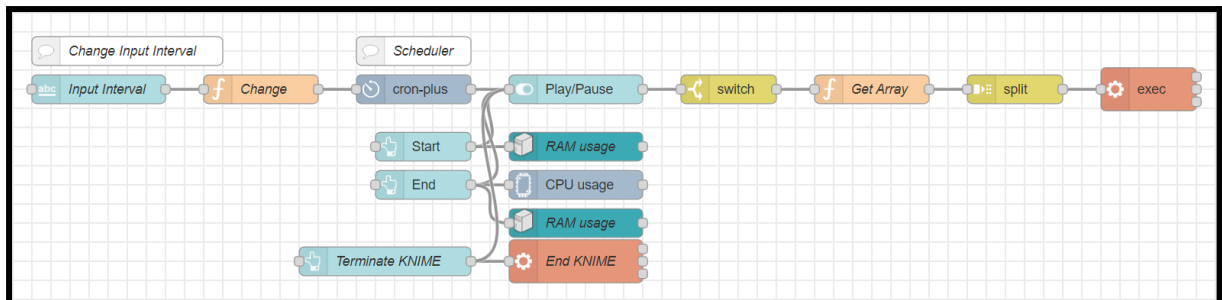 Change Input Interval
Scheduler
abc Input Interval
Change
cron-plus
Play/Pause
switch
Get Array
split
exec
Start
RAM usage
End
CPU usage
RAM usage
Terminate KNIME
End KNIME